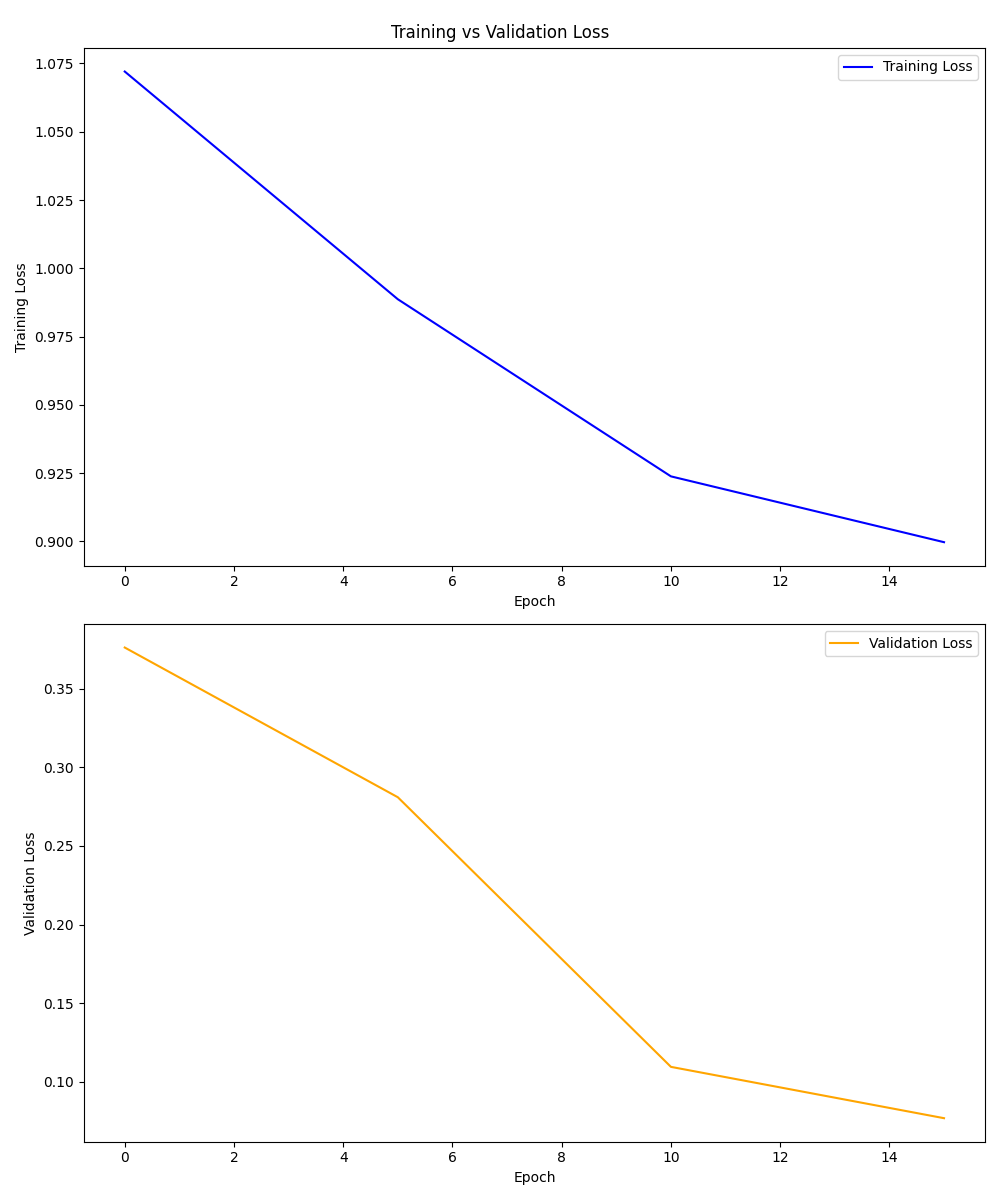 Training vs Validation Loss
Training Loss
1.075
1.050
1.025
1.000
0.975
0.950
0.925
0.900
Training Loss
0 2 4 6 8 10 12 14
Epoch
Validation Loss
0.35
0.30
0.25
0.20
0.15
0.10
Validation Loss
0 2 4 6 8 10 12 14
Epoch